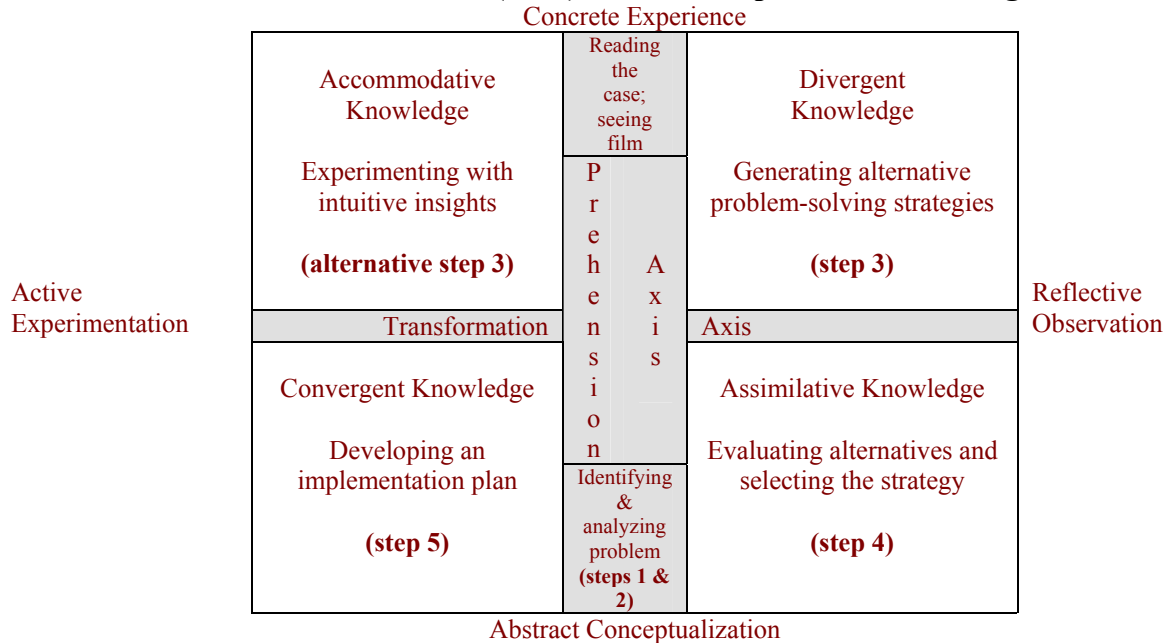 Concrete Experience
Accommodative
Knowledge
Experimenting with
intuitive insights
(alternative step 3)
Reading
the
case;
seeing
film
Divergent
Knowledge
Generating alternative
problem-solving strategies
(step 3)
Prehension
Axis
Active
Experimentation
Transformation
Axis
Reflective
Observation
Convergent Knowledge
Developing an
implementation plan
(step 5)
Identifying
&
analyzing
problem
(steps 1 &
2)
Assimilative Knowledge
Evaluating alternatives and
selecting the strategy
(step 4)
Abstract Conceptualization